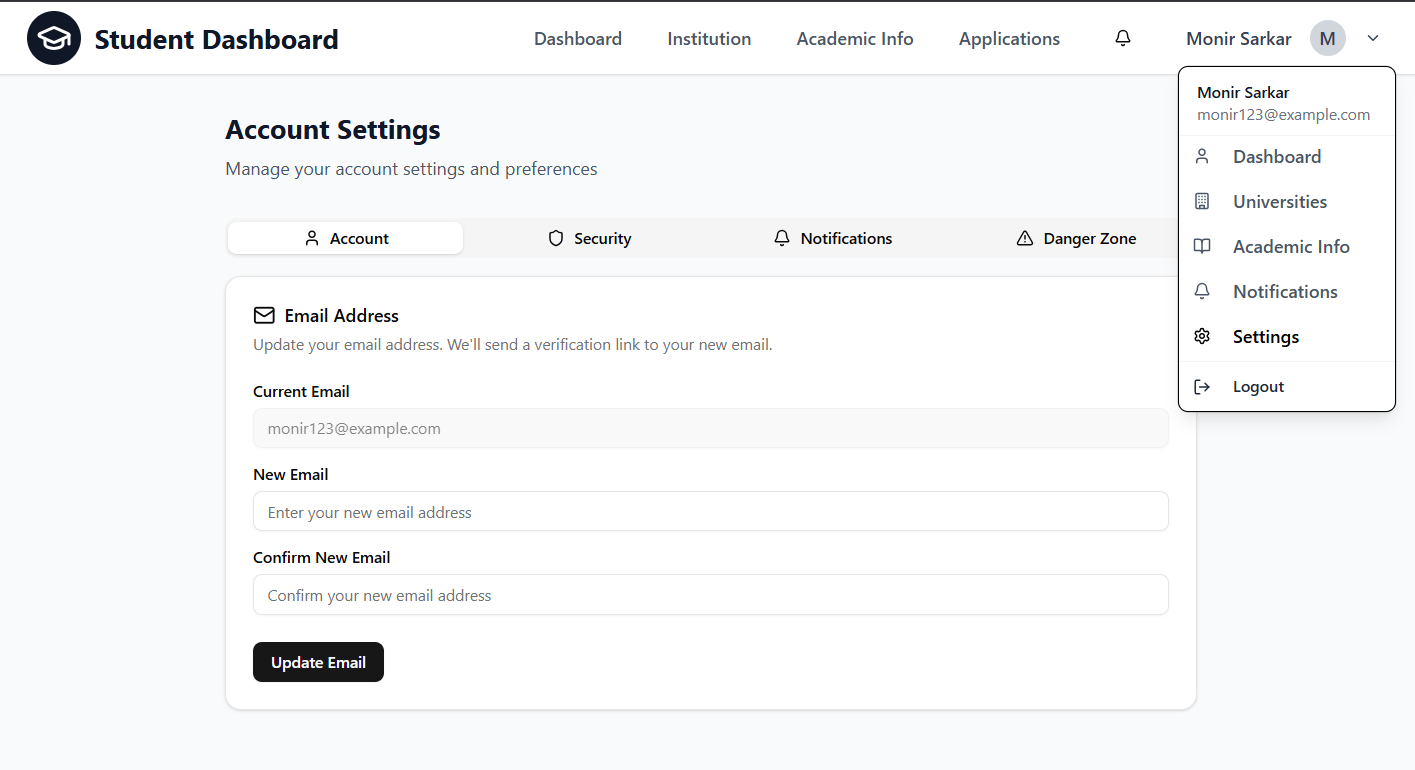 Student Dashboard
Dashboard Institution Academic Info Applications Monir Sarkar M
Monir Sarkar
monir123@example.com
Dashboard
Universities
Academic Info
Notifications
Settings
Logout
Account Settings
Manage your account settings and preferences
Account Security Notifications Danger Zone
Email Address
Update your email address. We'll send a verification link to your new email.
Current Email
monir123@example.com
New Email
Enter your new email address
Confirm New Email
Confirm your new email address
Update Email